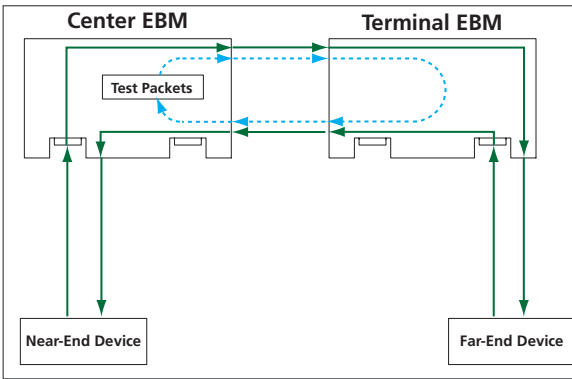 Center EBM
Terminal EBM
Test Packets
Near-End Device
Far-End Device